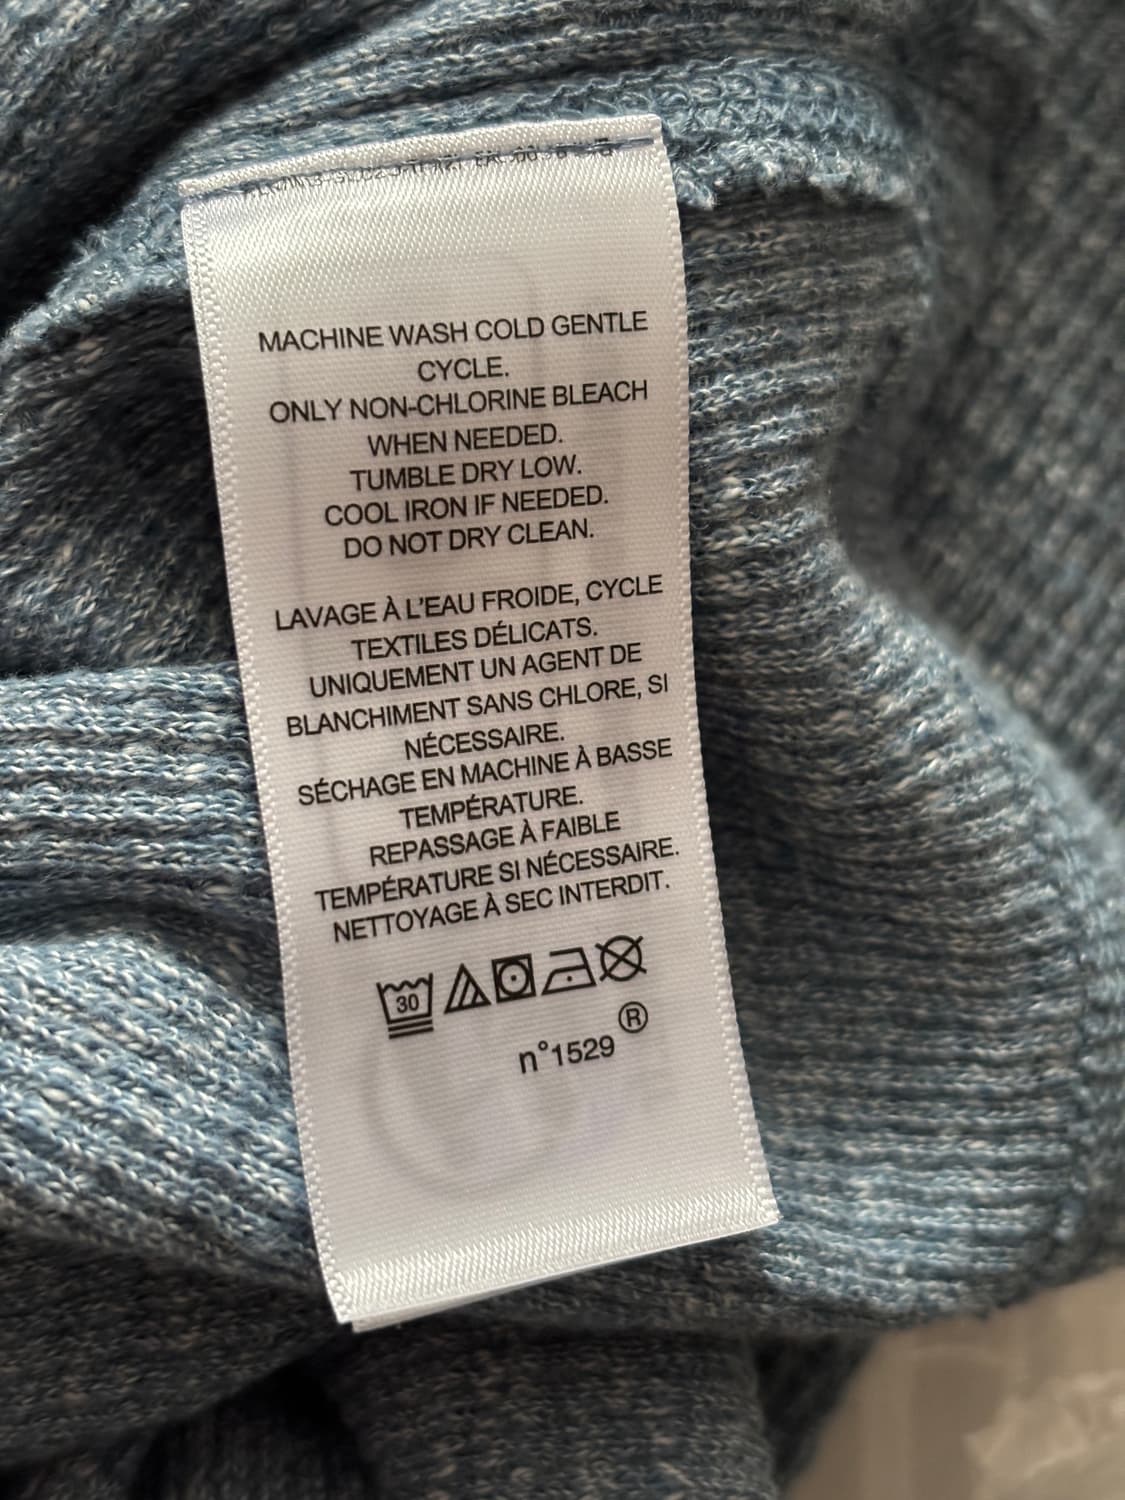 MACHINE WASH COLD GENTLE
CYCLE.
ONLY NON-CHLORINE BLEACH
WHEN NEEDED.
TUMBLE DRY LOW.
COOL IRON IF NEEDED.
DO NOT DRY CLEAN.
LAVAGE À L'EAU FROIDE, CYCLE
TEXTILES DÉLICATS.
UNIQUEMENT UN AGENT DE
BLANCHIMENT SANS CHLORE, SI
NÉCESSAIRE.
SÉCHAGE EN MACHINE À BASSE
TEMPÉRATURE.
REPASSAGE À FAIBLE
TEMPÉRATURE SI NÉCESSAIRE.
NETTOYAGE À SEC INTERDIT.
30
n°1529 ®